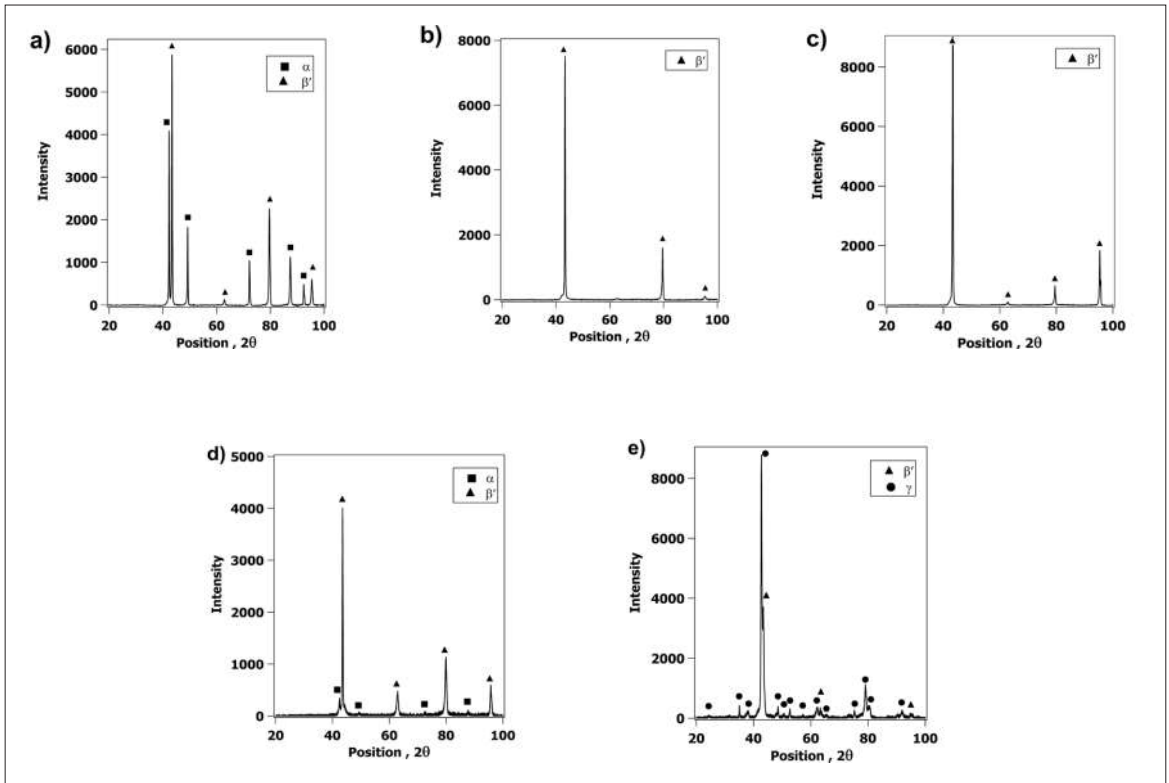 a)
6000
5000
4000
3000
2000
1000
0
Intensity
■ α
▲ β'
20 40 60 80 100
Position , 2θ
b)
8000
6000
4000
2000
0
Intensity
▲ β'
20 40 60 80 100
Position , 2θ
c)
8000
6000
4000
2000
0
Intensity
▲ β'
20 40 60 80 100
Position , 2θ
d)
5000
4000
3000
2000
1000
0
Intensity
■ α
▲ β'
20 40 60 80 100
Position , 2θ
e)
8000
6000
4000
2000
0
Intensity
▲ β'
● γ
20 40 60 80 100
Position , 2θ